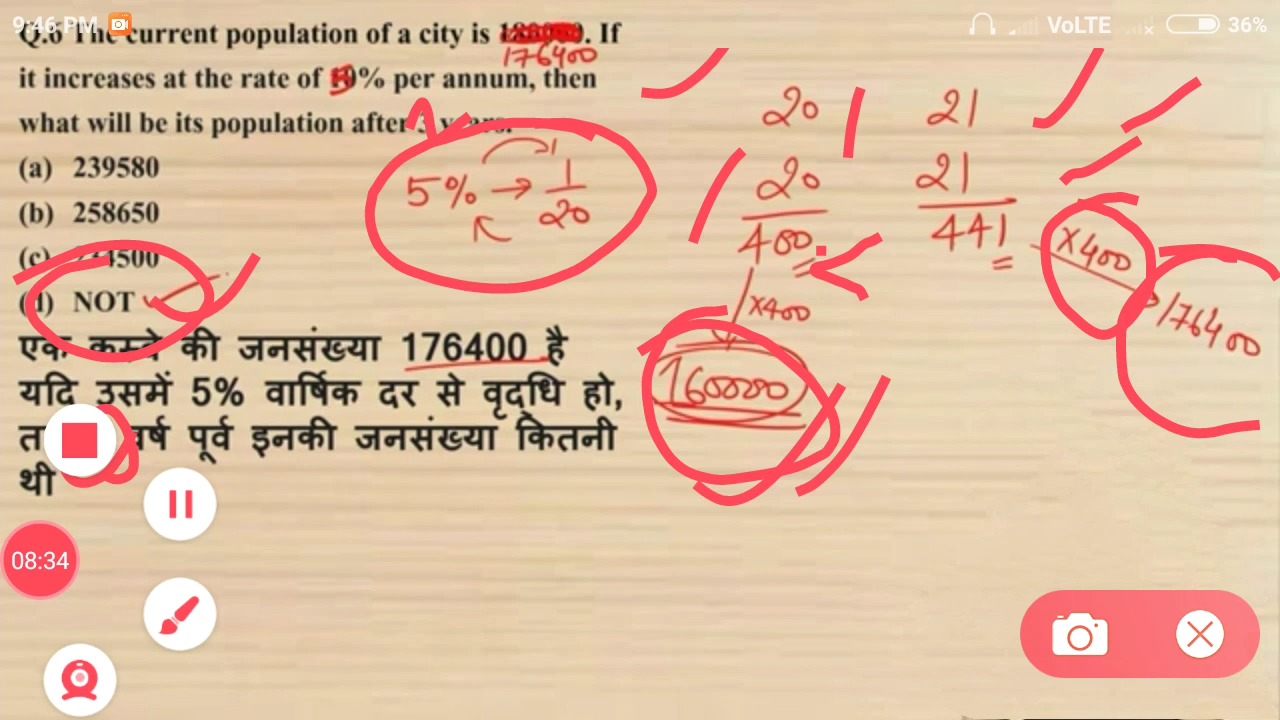 9:46 PM
VoLTE
36%
Q.6 The current population of a city is . If
176400
it increases at the rate of 5% per annum, then
what will be its population after
(a) 239580
(b) 258650
(c)
(d) NOT
एक कस्बे की जनसंख्या 176400 है
यदि उसमें 5% वार्षिक दर से वृद्धि हो,
वर्ष पूर्व इनकी जनसंख्या कितनी
थी
5% → 1/20
20 21
20 21
400 441
×400 ×400
160000 176400
08:34